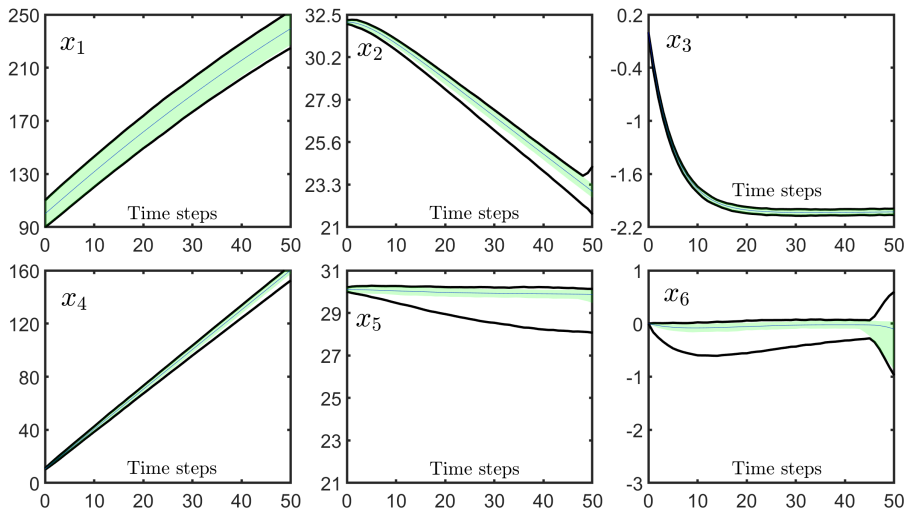 250
210
170
130
90
x₁
Time steps
0 10 20 30 40 50
32.5
30.2
27.9
25.6
23.3
21
x₂
Time steps
0 10 20 30 40 50
0.2
-0.4
-1
-1.6
-2.2
x₃
Time steps
0 10 20 30 40 50
160
120
80
40
0
x₄
Time steps
0 10 20 30 40 50
31
29
27
25
23
21
x₅
Time steps
0 10 20 30 40 50
1
0
-1
-2
-3
x₆
Time steps
0 10 20 30 40 50